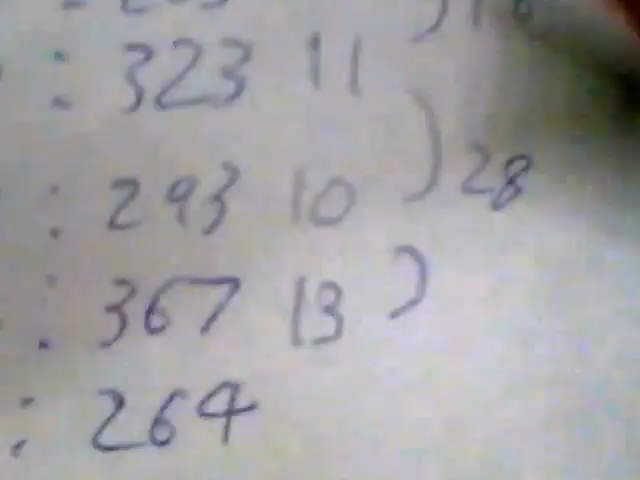 : 323 11
) 28
: 293 10
: 367 13 )
: 264